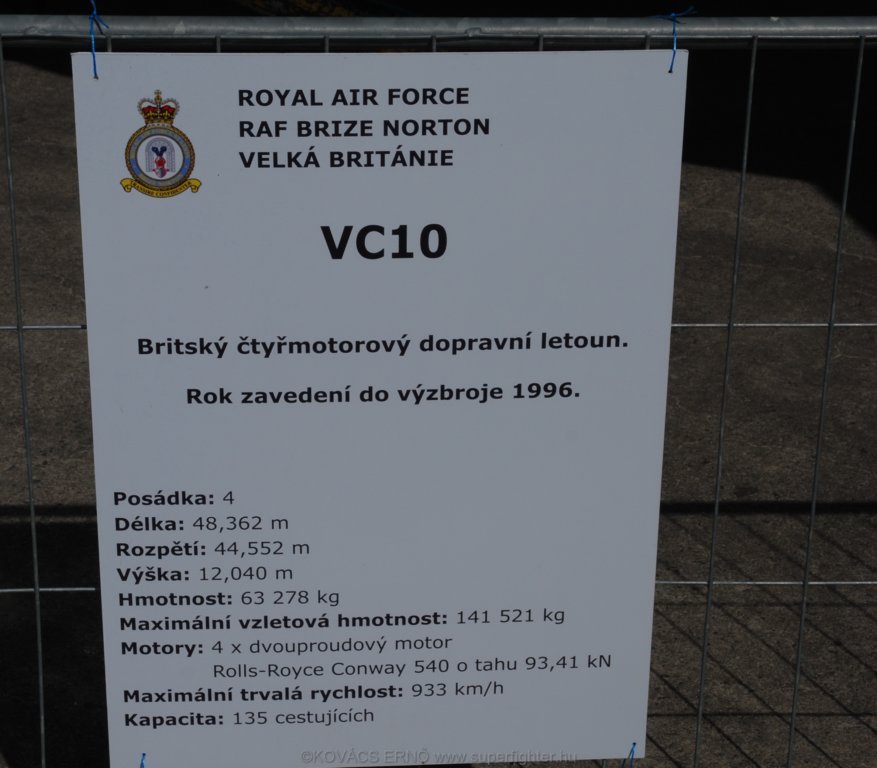 ROYAL AIR FORCE
RAF BRIZE NORTON
VELKÁ BRITÁNIE
TRANSIRE CONFIDENTER
VC10
Britský čtyřmotorový dopravní letoun.
Rok zavedení do výzbroje 1996.
Posádka: 4
Délka: 48,362 m
Rozpětí: 44,552 m
Výška: 12,040 m
Hmotnost: 63 278 kg
Maximální vzletová hmotnost: 141 521 kg
Motory: 4 x dvouproudový motor
Rolls-Royce Conway 540 o tahu 93,41 kN
Maximální trvalá rychlost: 933 km/h
Kapacita: 135 cestujících
©KOVÁCS ERNŐ www.superfighter.hu